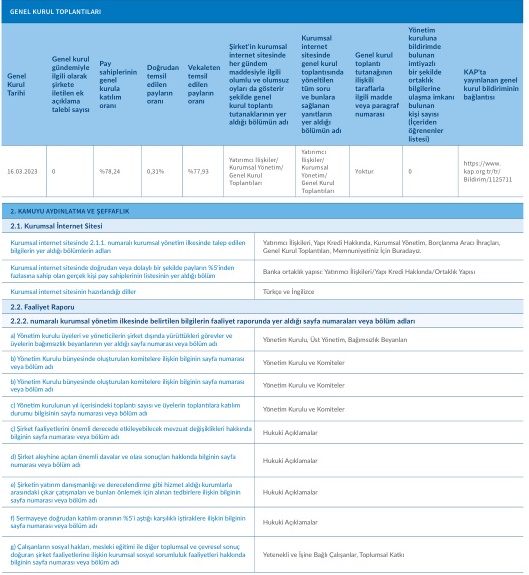 GENEL KURUL TOPLANTILARI
Genel
Kurul
Tarihi
Genel kurul
gündemiyle
ilgili olarak
şirkete
iletilen ek
açıklama
talebi sayısı
Pay
sahiplerinin
genel
kurula
katılım
oranı
Doğrudan
temsil
edilen
payların
oranı
Vekaleten
temsil
edilen
payların
oranı
Şirket'in kurumsal
internet sitesinde
her gündem
maddesiyle ilgili
olumlu ve olumsuz
oyları da gösterir
şekilde genel
kurul toplantı
tutanaklarının yer
aldığı bölümün adı
Kurumsal
internet
sitesinde
genel kurul
toplantısında
yöneltilen
tüm soru
ve bunlara
sağlanan
yanıtların
yer aldığı
bölümün adı
Genel kurul
toplantı
tutanağının
ilişkili
taraflarla
ilgili madde
veya paragraf
numarası
Yönetim
kuruluna
bildirimde
bulunan
imtiyazlı
bir şekilde
ortaklık
bilgilerine
ulaşma imkanı
bulunan
kişi sayısı
(İçeriden
öğrenenler
listesi)
KAP'ta
yayınlanan genel
kurul bildiriminin
bağlantısı
16.03.2023
0
%78,24
0,31%
%77,93
Yatırımcı İlişkiler/
Kurumsal Yönetim/
Genel Kurul
Toplantıları
Yatırımcı
İlişkiler/
Kurumsal
Yönetim/
Genel Kurul
Toplantıları
Yoktur
0
https://www.
kap.org.tr/tr/
Bildirim/1125711
2. KAMUYU AYDINLATMA VE ŞEFFAFLIK
2.1. Kurumsal İnternet Sitesi
Kurumsal internet sitesinde 2.1.1. numaralı kurumsal yönetim ilkesinde talep edilen
bilgilerin yer aldığı bölümlerin adları
Yatırımcı İlişkileri, Yapı Kredi Hakkında, Kurumsal Yönetim, Borçlanma Aracı İhraçları,
Genel Kurul Toplantıları, Memnuniyetiniz İçin Buradayız.
Kurumsal internet sitesinde doğrudan veya dolaylı bir şekilde payların %5'inden
fazlasına sahip olan gerçek kişi pay sahiplerinin listesinin yer aldığı bölüm
Banka ortaklık yapısı: Yatırımcı İlişkileri/Yapı Kredi Hakkında/Ortaklık Yapısı
Kurumsal internet sitesinin hazırlandığı diller
Türkçe ve İngilizce
2.2. Faaliyet Raporu
2.2.2. numaralı kurumsal yönetim ilkesinde belirtilen bilgilerin faaliyet raporunda yer aldığı sayfa numaraları veya bölüm adları
a) Yönetim kurulu üyeleri ve yöneticilerin şirket dışında yürüttükleri görevler ve
üyelerin bağımsızlık beyanlarının yer aldığı sayfa numarası veya bölüm adı
Yönetim Kurulu, Üst Yönetim, Bağımsızlık Beyanları
b) Yönetim Kurulu bünyesinde oluşturulan komitelere ilişkin bilginin sayfa numarası
veya bölüm adı
Yönetim Kurulu ve Komiteler
b) Yönetim Kurulu bünyesinde oluşturulan komitelere ilişkin bilginin sayfa numarası
veya bölüm adı
Yönetim Kurulu ve Komiteler
c) Yönetim kurulunun yıl içerisindeki toplantı sayısı ve üyelerin toplantılara katılım
durumu bilgisinin sayfa numarası veya bölüm adı
Yönetim Kurulu ve Komiteler
ç) Şirket faaliyetlerini önemli derecede etkileyebilecek mevzuat değişiklikleri hakkında
bilginin sayfa numarası veya bölüm adı
Hukuki Açıklamalar
d) Şirket aleyhine açılan önemli davalar ve olası sonuçları hakkında bilginin sayfa
numarası veya bölüm adı
Hukuki Açıklamalar
e) Şirketin yatırım danışmanlığı ve derecelendirme gibi hizmet aldığı kurumlarla
arasındaki çıkar çatışmaları ve bunları önlemek için alınan tedbirlere ilişkin bilginin
sayfa numarası veya bölüm adı
Hukuki Açıklamalar
f) Sermayeye doğrudan katılım oranının %5'i aştığı karşılıklı iştiraklere ilişkin bilginin
sayfa numarası veya bölüm adı
Hukuki Açıklamalar
g) Çalışanların sosyal hakları, mesleki eğitimi ile diğer toplumsal ve çevresel sonuç
doğuran şirket faaliyetlerine ilişkin kurumsal sosyal sorumluluk faaliyetleri hakkında
bilginin sayfa numarası veya bölüm adı
Yetenekli ve İşine Bağlı Çalışanlar, Toplumsal Katkı